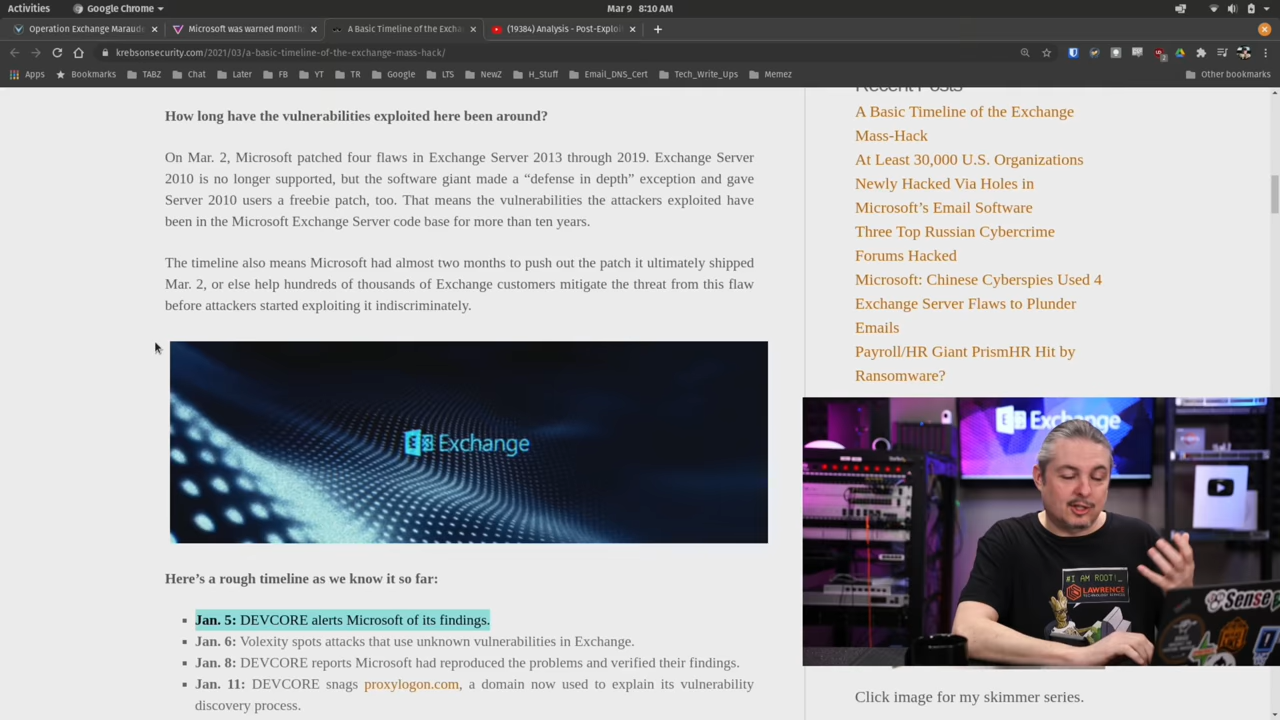 Activities
Google Chrome
Mar 9 8:10 AM
Operation Exchange Maraud
Microsoft was warned month
A Basic Timeline of the Excha
(19384) Analysis - Post-Exploi
krebsonsecurity.com/2021/03/a-basic-timeline-of-the-exchange-mass-hack/
Apps
Bookmarks
TABZ
Chat
Later
FB
YT
TR
Google
LTS
NewZ
H_Stuff
Email_DNS_Cert
Tech_Write_Ups
Memez
Other bookmarks
How long have the vulnerabilities exploited here been around?
On Mar. 2, Microsoft patched four flaws in Exchange Server 2013 through 2019. Exchange Server
2010 is no longer supported, but the software giant made a “defense in depth” exception and gave
Server 2010 users a freebie patch, too. That means the vulnerabilities the attackers exploited have
been in the Microsoft Exchange Server code base for more than ten years.
The timeline also means Microsoft had almost two months to push out the patch it ultimately shipped
Mar. 2, or else help hundreds of thousands of Exchange customers mitigate the threat from this flaw
before attackers started exploiting it indiscriminately.
Exchange
Here’s a rough timeline as we know it so far:
Jan. 5: DEVCORE alerts Microsoft of its findings.
Jan. 6: Volexity spots attacks that use unknown vulnerabilities in Exchange.
Jan. 8: DEVCORE reports Microsoft had reproduced the problems and verified their findings.
Jan. 11: DEVCORE snags proxylogon.com, a domain now used to explain its vulnerability
discovery process.
Recent Posts
A Basic Timeline of the Exchange
Mass-Hack
At Least 30,000 U.S. Organizations
Newly Hacked Via Holes in
Microsoft’s Email Software
Three Top Russian Cybercrime
Forums Hacked
Microsoft: Chinese Cyberspies Used 4
Exchange Server Flaws to Plunder
Emails
Payroll/HR Giant PrismHR Hit by
Ransomware?
Exchange
#I AM ROOT!
LAWRENCE
Sense
Click image for my skimmer series.